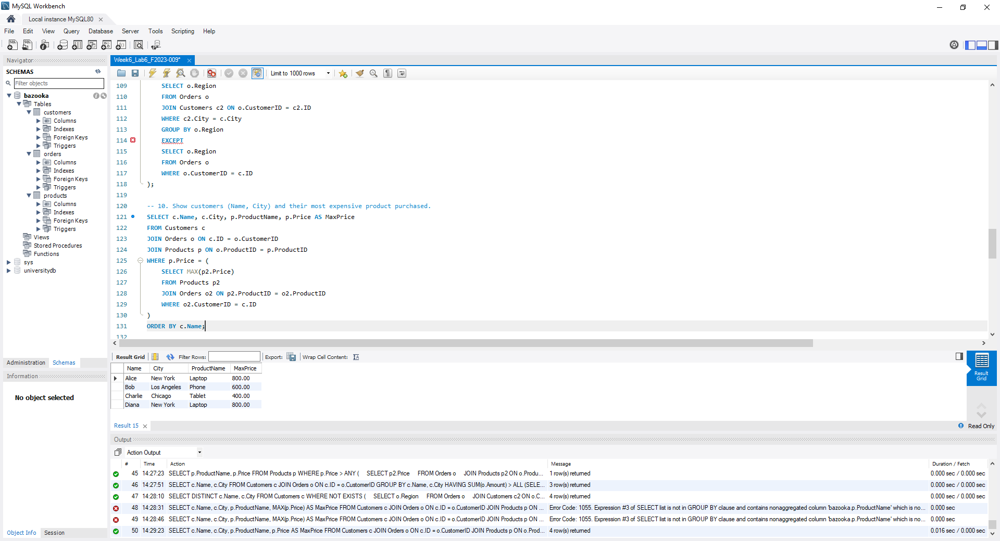 MySQL Workbench
Local instance MySQL80
File Edit View Query Database Server Tools Scripting Help
Navigator
SCHEMAS
Filter objects
bazooka
Tables
customers
Columns
Indexes
Foreign Keys
Triggers
orders
Columns
Indexes
Foreign Keys
Triggers
products
Columns
Indexes
Foreign Keys
Triggers
Views
Stored Procedures
Functions
sys
universitydb
Administration Schemas
Information
No object selected
Object Info Session
Week6_Lab6_F2023-009*
Limit to 1000 rows
109 SELECT o.Region
110 FROM Orders o
111 JOIN Customers c2 ON o.CustomerID = c2.ID
112 WHERE c2.City = c.City
113 GROUP BY o.Region
114 EXCEPT
115 SELECT o.Region
116 FROM Orders o
117 WHERE o.CustomerID = c.ID
118 );
119
120 -- 10. Show customers (Name, City) and their most expensive product purchased.
121 SELECT c.Name, c.City, p.ProductName, p.Price AS MaxPrice
122 FROM Customers c
123 JOIN Orders o ON c.ID = o.CustomerID
124 JOIN Products p ON o.ProductID = p.ProductID
125 WHERE p.Price = (
126 SELECT MAX(p2.Price)
127 FROM Products p2
128 JOIN Orders o2 ON p2.ProductID = o2.ProductID
129 WHERE o2.CustomerID = c.ID
130 )
131 ORDER BY c.Name;
132
Result Grid Filter Rows: Export: Wrap Cell Content:
Name City ProductName MaxPrice
Alice New York Laptop 800.00
Bob Los Angeles Phone 600.00
Charlie Chicago Tablet 400.00
Diana New York Laptop 800.00
Result Grid
Result 15
Read Only
Output
Action Output
# Time Action Message Duration / Fetch
45 14:27:23 SELECT p.ProductName, p.Price FROM Products p WHERE p.Price > ANY ( SELECT p2.Price FROM Orders o JOIN Products p2 ON o.Produ... 1 row(s) returned 0.000 sec / 0.000 sec
46 14:27:51 SELECT c.Name, c.City FROM Customers c JOIN Orders o ON c.ID = o.CustomerID GROUP BY c.Name, c.City HAVING SUM(o.Amount) > ALL (SELE... 3 row(s) returned 0.000 sec / 0.000 sec
47 14:28:10 SELECT DISTINCT c.Name, c.City FROM Customers c WHERE NOT EXISTS ( SELECT o.Region FROM Orders o JOIN Customers c2 ON o.C... 4 row(s) returned 0.000 sec / 0.000 sec
48 14:28:31 SELECT c.Name, c.City, p.ProductName, MAX(p.Price) AS MaxPrice FROM Customers c JOIN Orders o ON c.ID = o.CustomerID JOIN Products p ON ... Error Code: 1055. Expression #3 of SELECT list is not in GROUP BY clause and contains nonaggregated column 'bazooka.p.ProductName' which is no... 0.000 sec
49 14:28:46 SELECT c.Name, c.City, p.ProductName, MAX(p.Price) AS MaxPrice FROM Customers c JOIN Orders o ON c.ID = o.CustomerID JOIN Products p ON ... Error Code: 1055. Expression #3 of SELECT list is not in GROUP BY clause and contains nonaggregated column 'bazooka.p.ProductName' which is no... 0.000 sec
50 14:29:23 SELECT c.Name, c.City, p.ProductName, p.Price AS MaxPrice FROM Customers c JOIN Orders o ON c.ID = o.CustomerID JOIN Products p ON o.Prod... 4 row(s) returned 0.016 sec / 0.000 sec